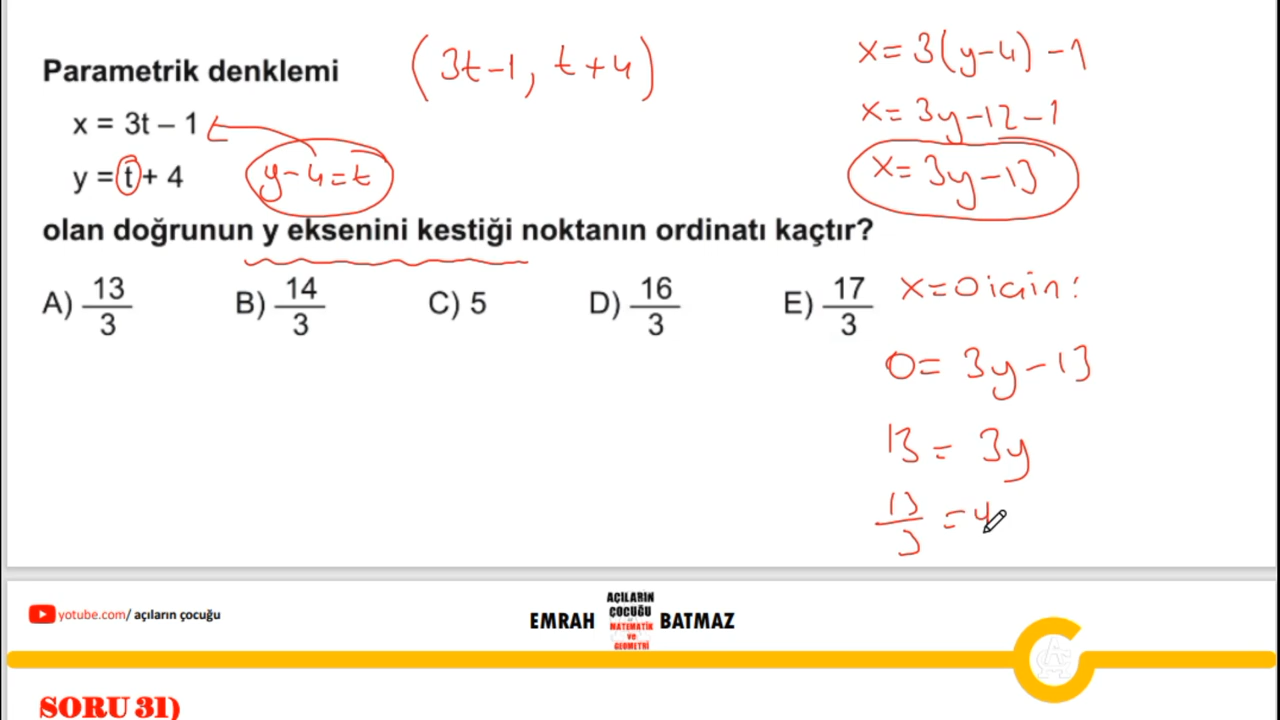 Parametrik denklemi
(3t-1, t+4)
x = 3t – 1
y = t + 4
y-4=t
olan doğrunun y eksenini kestiği noktanın ordinatı kaçtır?
A) 13/3 B) 14/3 C) 5 D) 16/3 E) 17/3
x=3(y-4)-1
x=3y-12-1
x=3y-13
x=0 için:
0=3y-13
13=3y
13/3=y
yotube.com/ açıların çocuğu
EMRAH
AÇILARIN
ÇOCUĞU
MATEMATİK
ve
GEOMETRİ
BATMAZ
SORU 31)